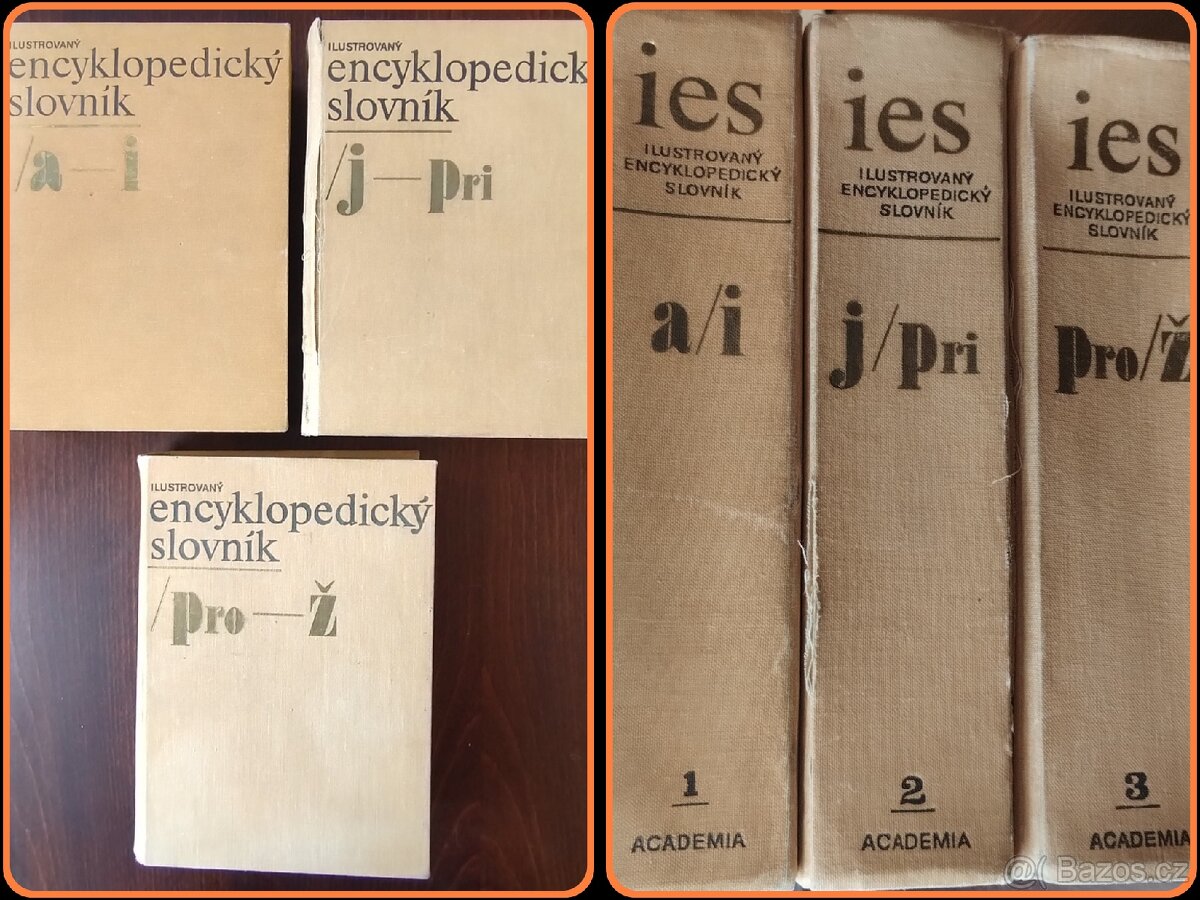 ILUSTROVANÝ
encyklopedický
slovník
/a—i
ILUSTROVANÝ
encyklopedick
slovník
/j—pri
ILUSTROVANÝ
encyklopedický
slovník
/pro—ž
ies
ILUSTROVANÝ
ENCYKLOPEDICKÝ
SLOVNÍK
a/i
1
ACADEMIA
ies
ILUSTROVANÝ
ENCYKLOPEDICKÝ
SLOVNÍK
j/pri
2
ACADEMIA
ies
ILUSTROVANÝ
ENCYKLOPEDICKÝ
SLOVNÍK
pro/ž
3
ACADEMIA
@( Bazos.cz